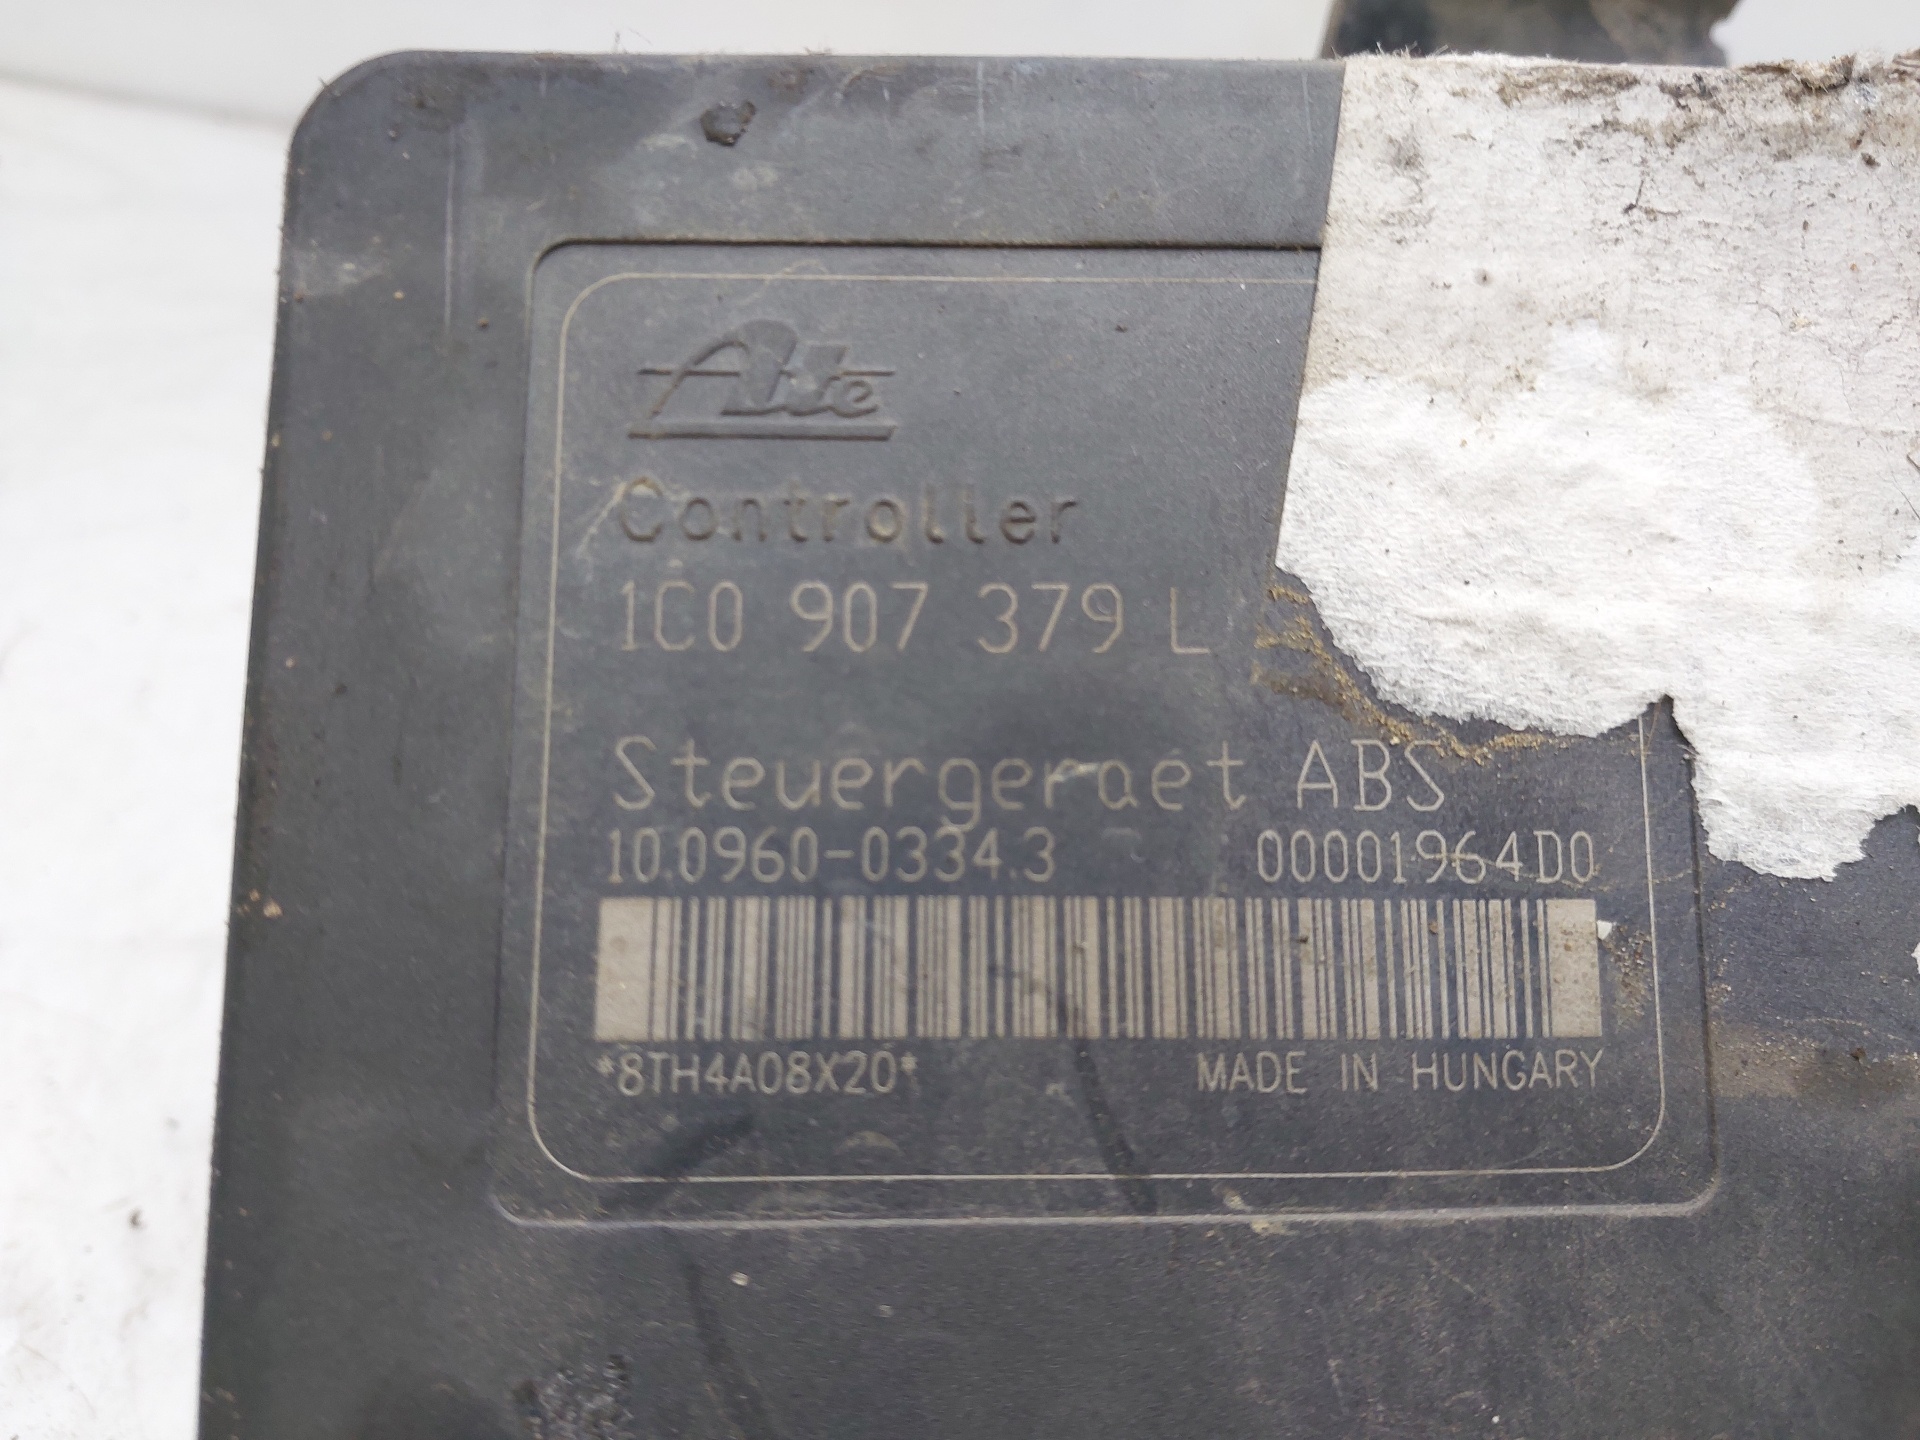 Ate
Controller
1C0 907 379 L
Steuergeraet ABS
10.0960-0334.3 00001964D0
*8TH4A08X20* MADE IN HUNGARY